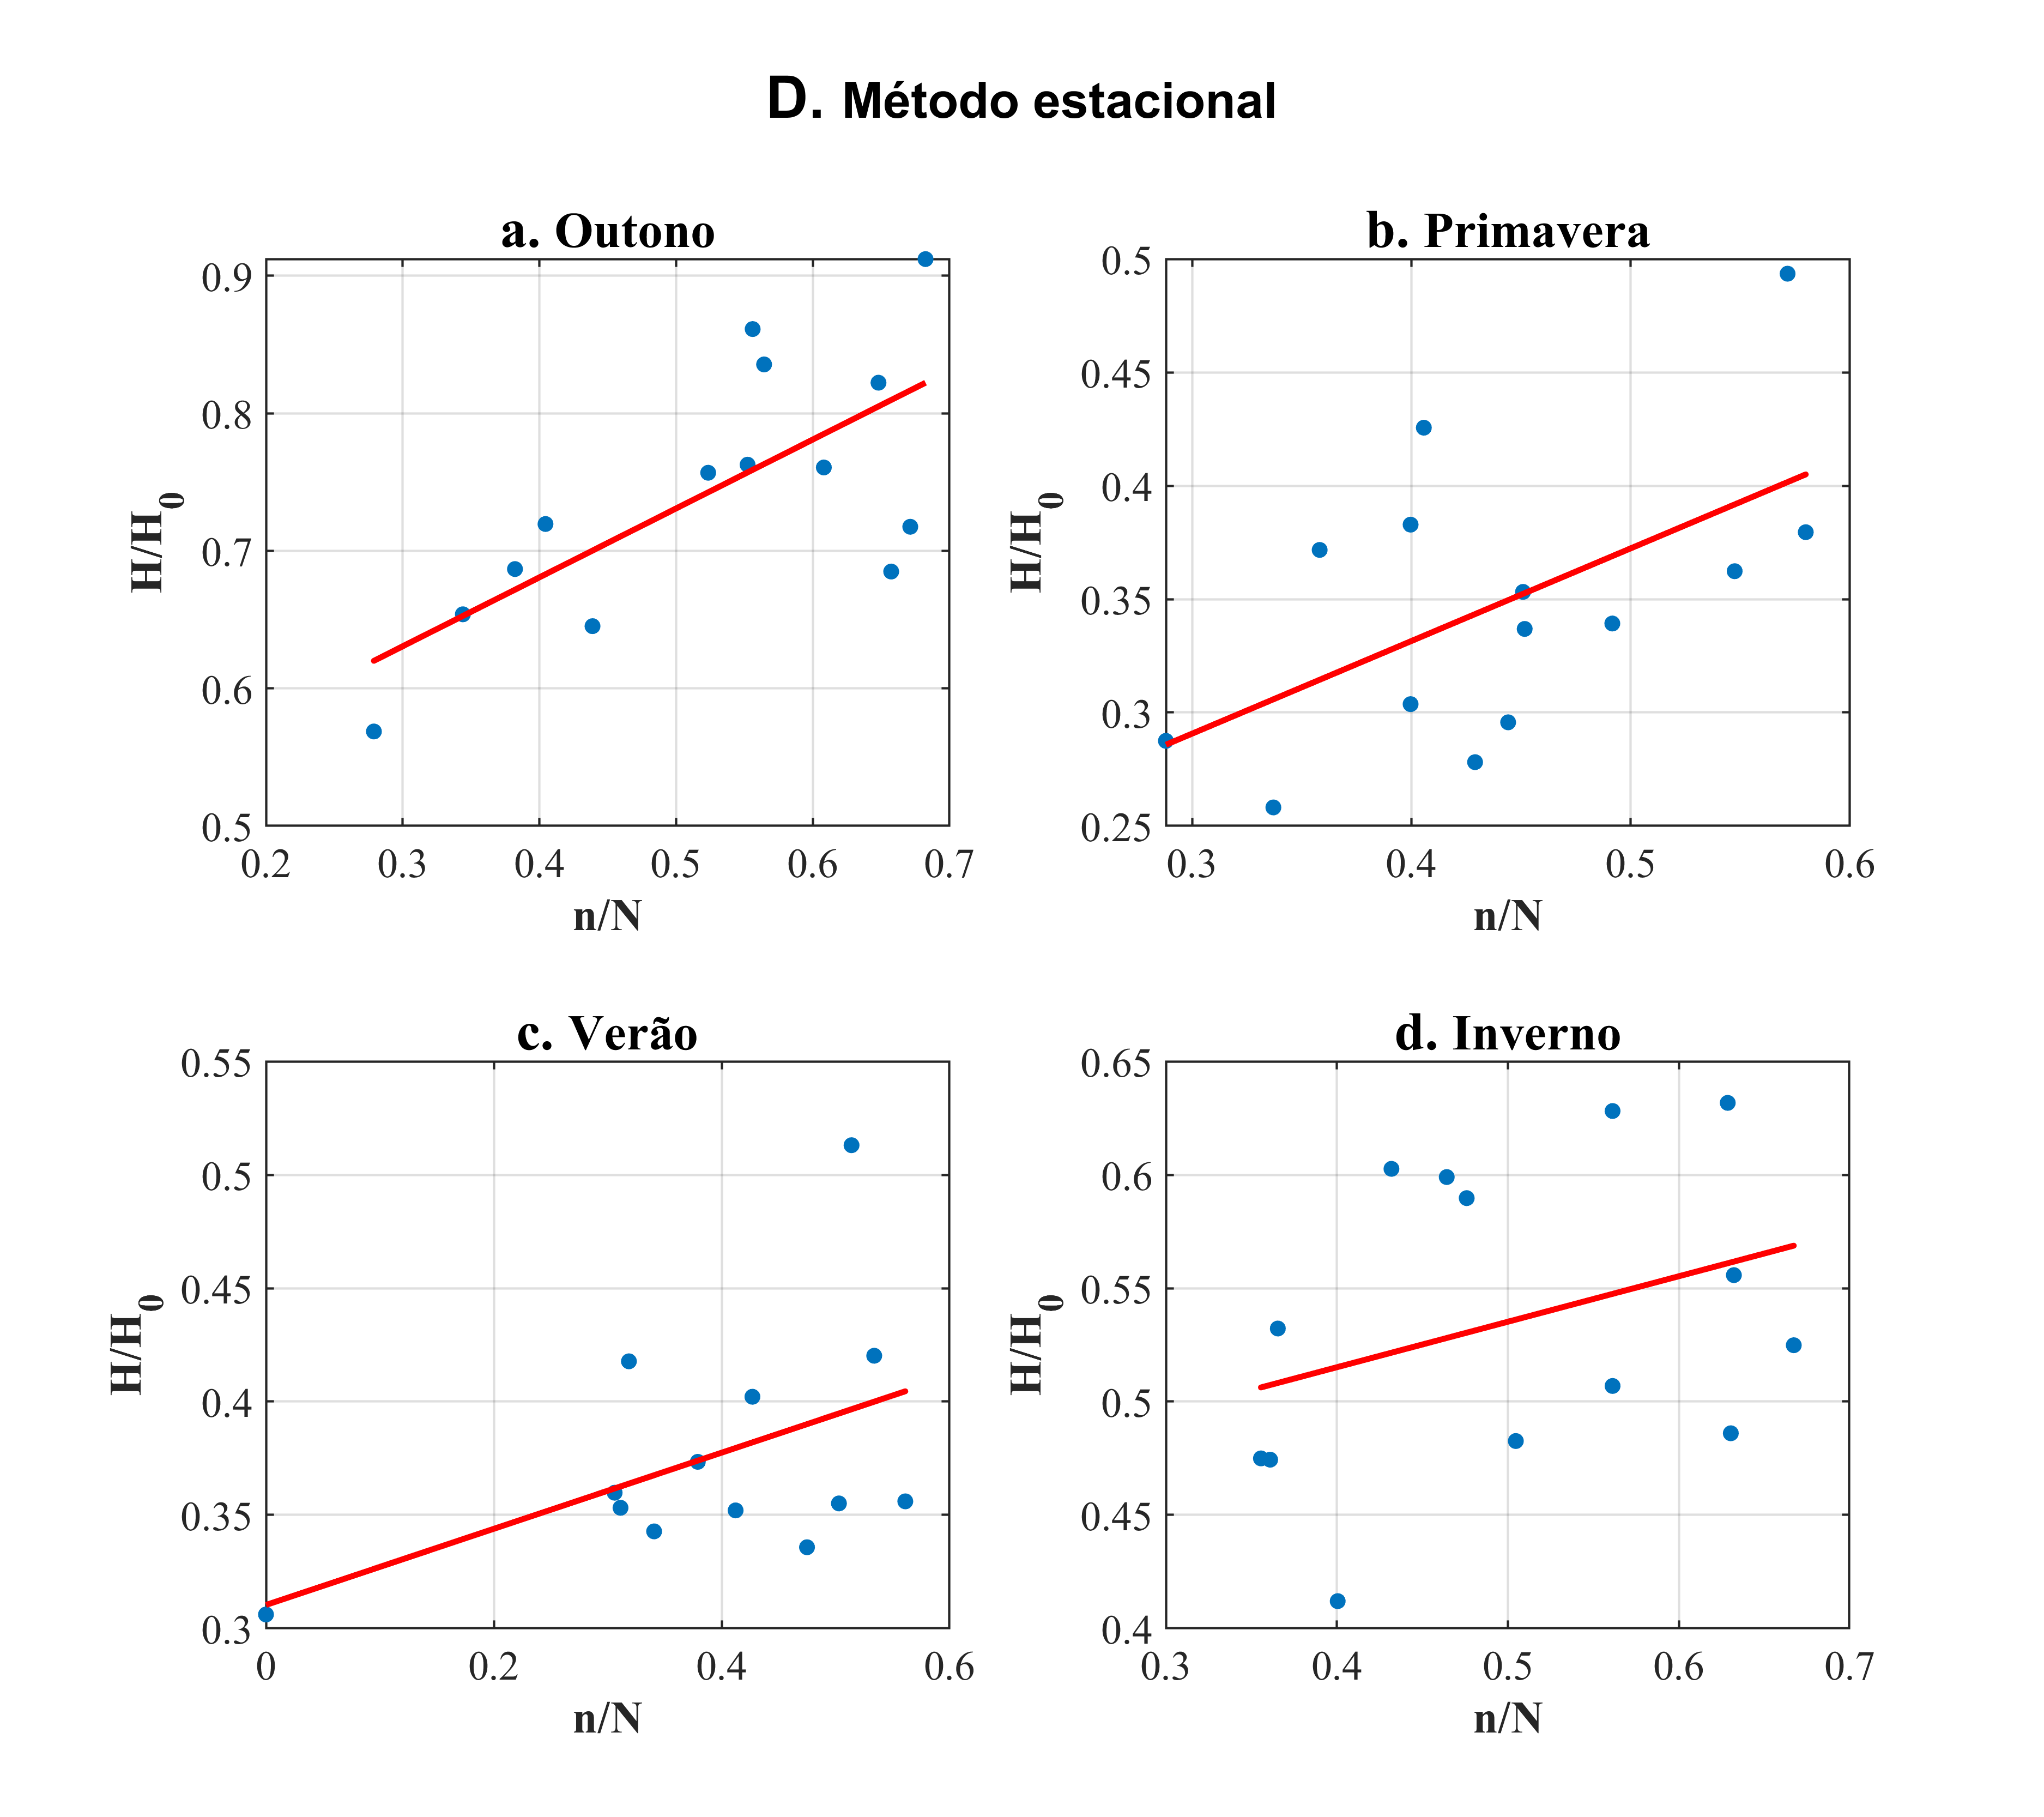 D. Método estacional
a. Outono
0.9
0.8
0.7
0.6
0.5
H/H0
0.2 0.3 0.4 0.5 0.6 0.7
n/N
b. Primavera
0.5
0.45
0.4
0.35
0.3
0.25
H/H0
0.3 0.4 0.5 0.6
n/N
c. Verão
0.55
0.5
0.45
0.4
0.35
0.3
H/H0
0 0.2 0.4 0.6
n/N
d. Inverno
0.65
0.6
0.55
0.5
0.45
0.4
H/H0
0.3 0.4 0.5 0.6 0.7
n/N